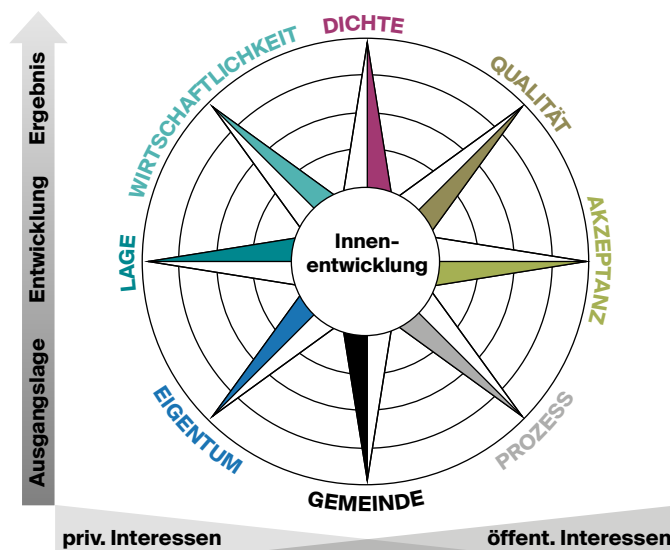 DICHTE
WIRTSCHAFTLICHKEIT
QUALITÄT
Ergebnis
Entwicklung
Ausgangslage
LAGE
Innen-
entwicklung
AKZEPTANZ
EIGENTUM
PROZESS
GEMEINDE
priv. Interessen
öffent. Interessen